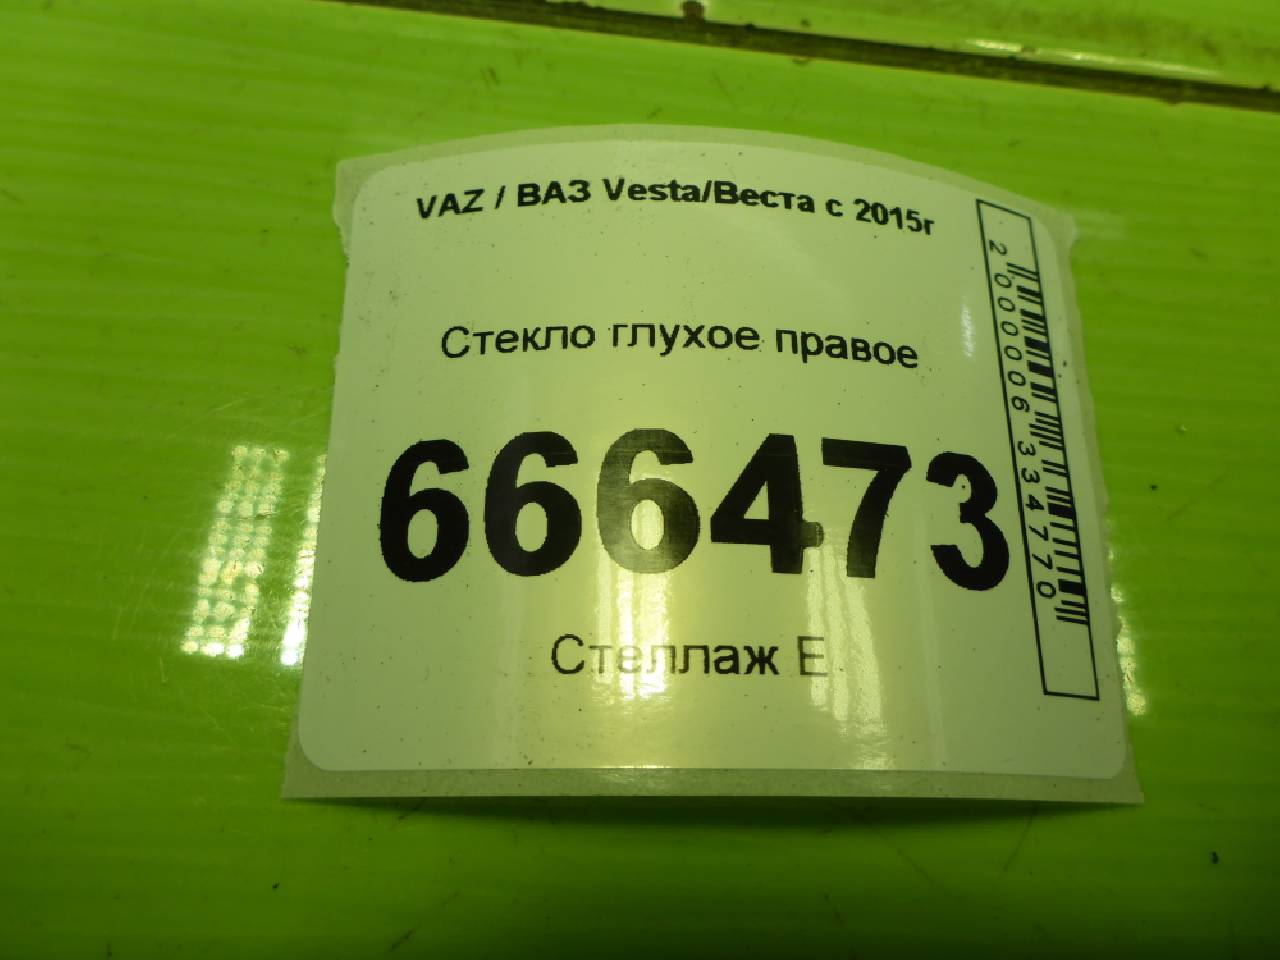 VAZ / ВАЗ Vesta/Веста с 2015г
Стекло глухое правое
666473
Стеллаж Е
2000006334770